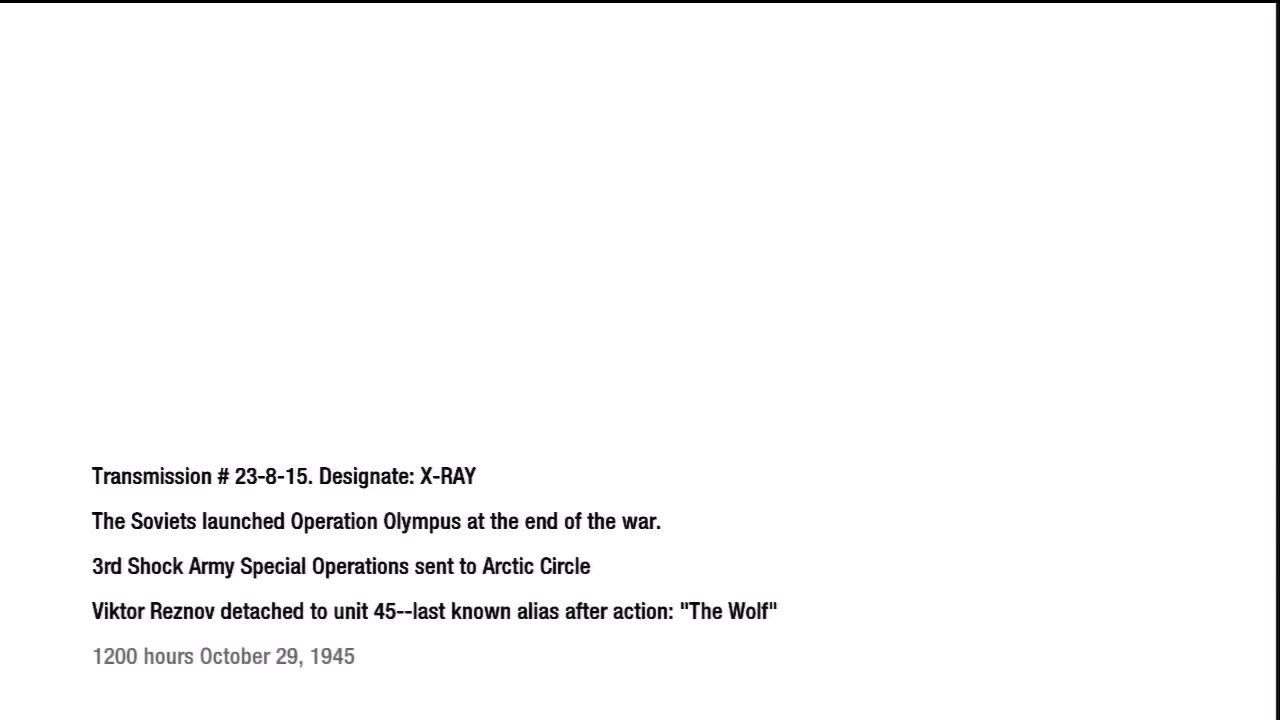 Transmission # 23-8-15. Designate: X-RAY
The Soviets launched Operation Olympus at the end of the war.
3rd Shock Army Special Operations sent to Arctic Circle
Viktor Reznov detached to unit 45--last known alias after action: "The Wolf"
1200 hours October 29, 1945